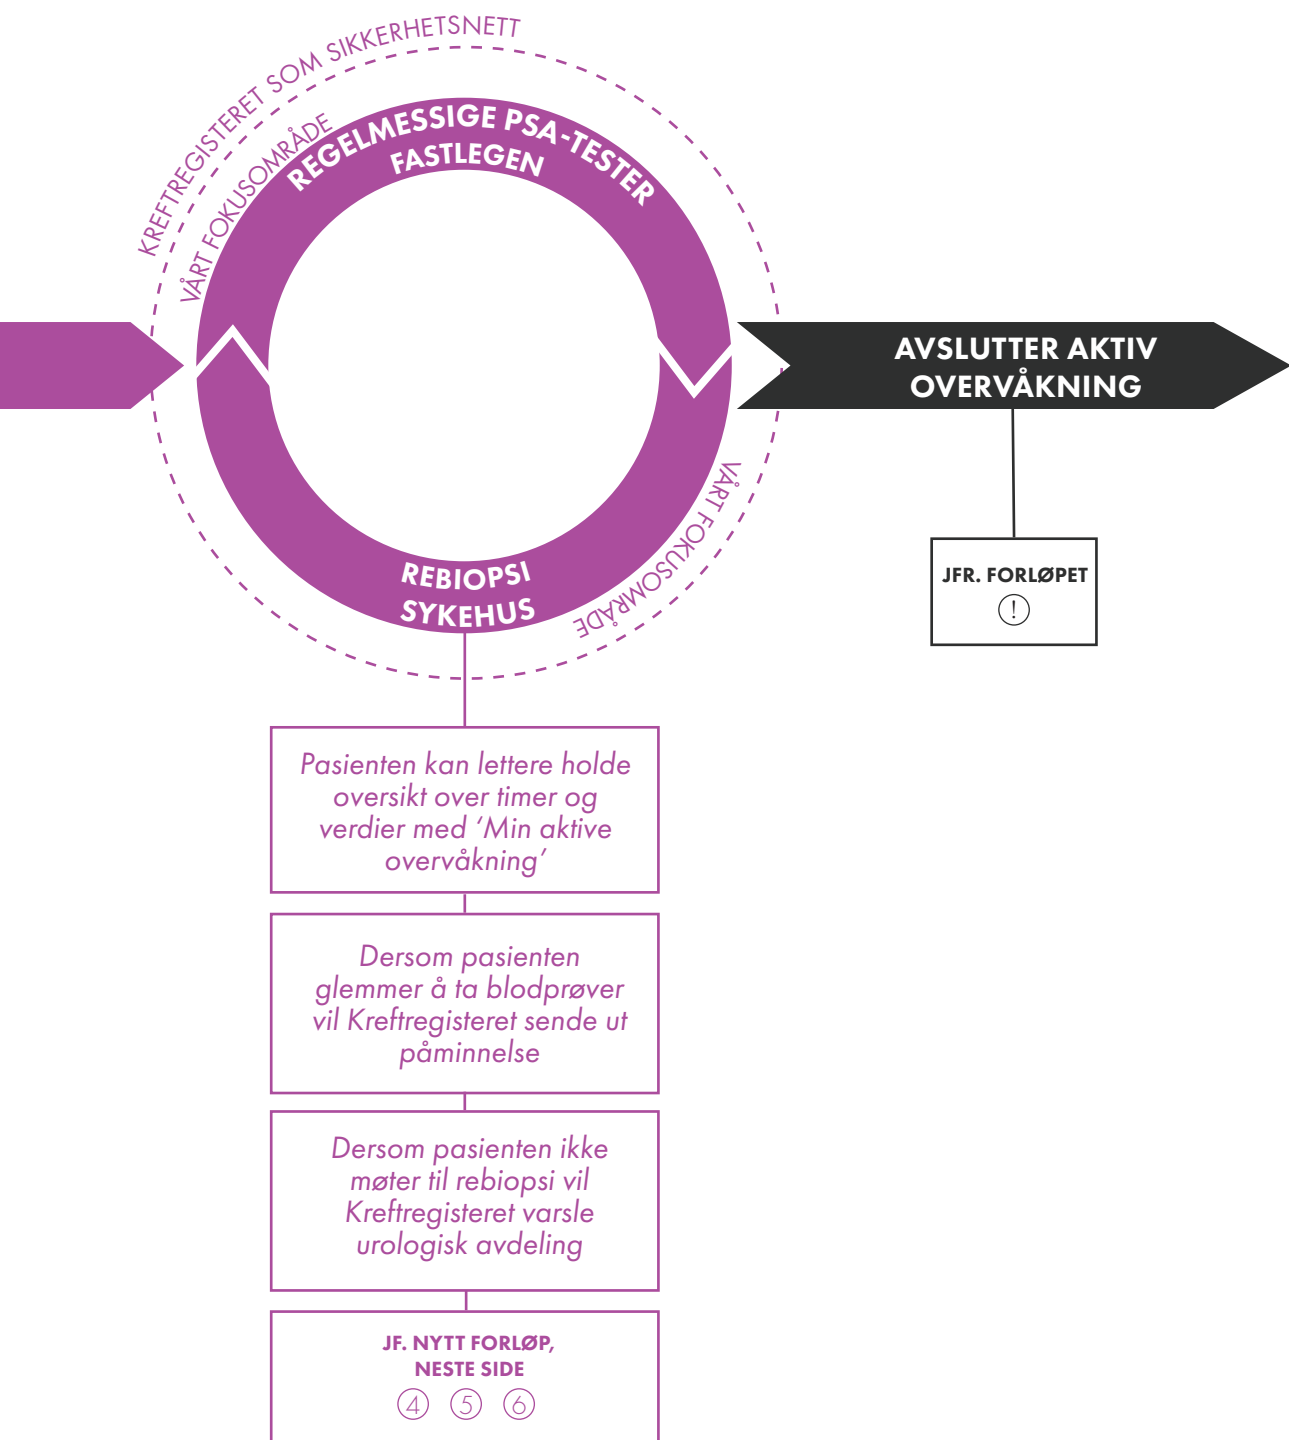 KREFTREGISTERET SOM SIKKERHETSNETT
VÅRT FOKUSOMRÅDE
REGELMESSIGE PSA-TESTER
FASTLEGEN
AVSLUTTER AKTIV
OVERVÅKNING
VÅRT FOKUSOMRÅDE
REBIOPSI
SYKEHUS
JFR. FORLØPET
!
Pasienten kan lettere holde
oversikt over timer og
verdier med ‘Min aktive
overvåkning’
Dersom pasienten
glemmer å ta blodprøver
vil Kreftregisteret sende ut
påminnelse
Dersom pasienten ikke
møter til rebiopsi vil
Kreftregisteret varsle
urologisk avdeling
JF. NYTT FORLØP,
NESTE SIDE
4 5 6